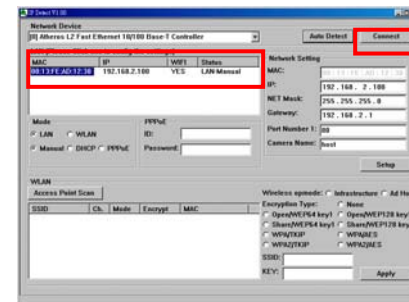 IP Detect V1.00
Network Device
[0] Atheros L2 Fast Ethernet 10/100 Base-T Controller
Auto Detect
Connect
MAC IP WIFI Status
00:13:FE:AD:12:36 192.168.2.100 YES LAN-Manual
Network Setting
MAC:
IP: 192.168. 2 .100
NET Mask: 255.255.255.0
Gateway: 192.168.2.1
Port Number 1: 80
Camera Name: host
Setup
Mode
LAN WLAN
Manual DHCP PPPoE
PPPoE
ID:
Password:
WLAN
Access Point Scan
SSID Ch. Mode Encrypt MAC
Wireless opmode: Infrastructure Ad Ho
Encryption Type: None
Open/WEP64 key1 Open/WEP128 key
Share/WEP64 key1 Share/WEP128 key
WPA/TKIP WPA/AES
WPA2/TKIP WPA2/AES
SSID:
KEY:
Apply